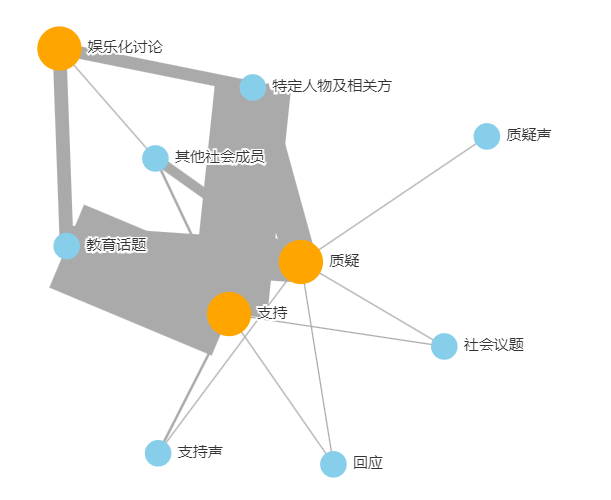 娱乐化讨论
特定人物及相关方
质疑声
其他社会成员
教育话题
质疑
支持
社会议题
支持声
回应